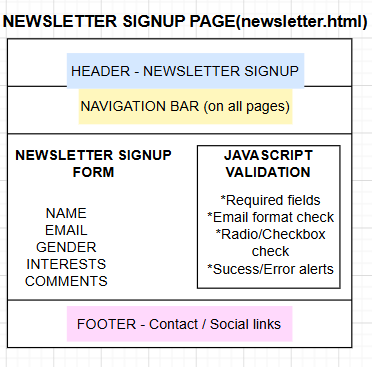 NEWSLETTER SIGNUP PAGE(newsletter.html)
HEADER - NEWSLETTER SIGNUP
NAVIGATION BAR (on all pages)
NEWSLETTER SIGNUP
FORM
NAME
EMAIL
GENDER
INTERESTS
COMMENTS
JAVASCRIPT
VALIDATION
*Required fields
*Email format check
*Radio/Checkbox
check
*Sucess/Error alerts
FOOTER - Contact / Social links